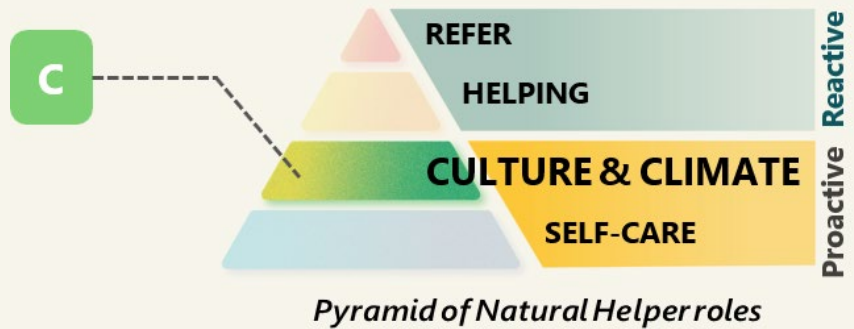 REFER
Reactive
C
HELPING
CULTURE & CLIMATE
Proactive
SELF-CARE
Pyramid of Natural Helper roles